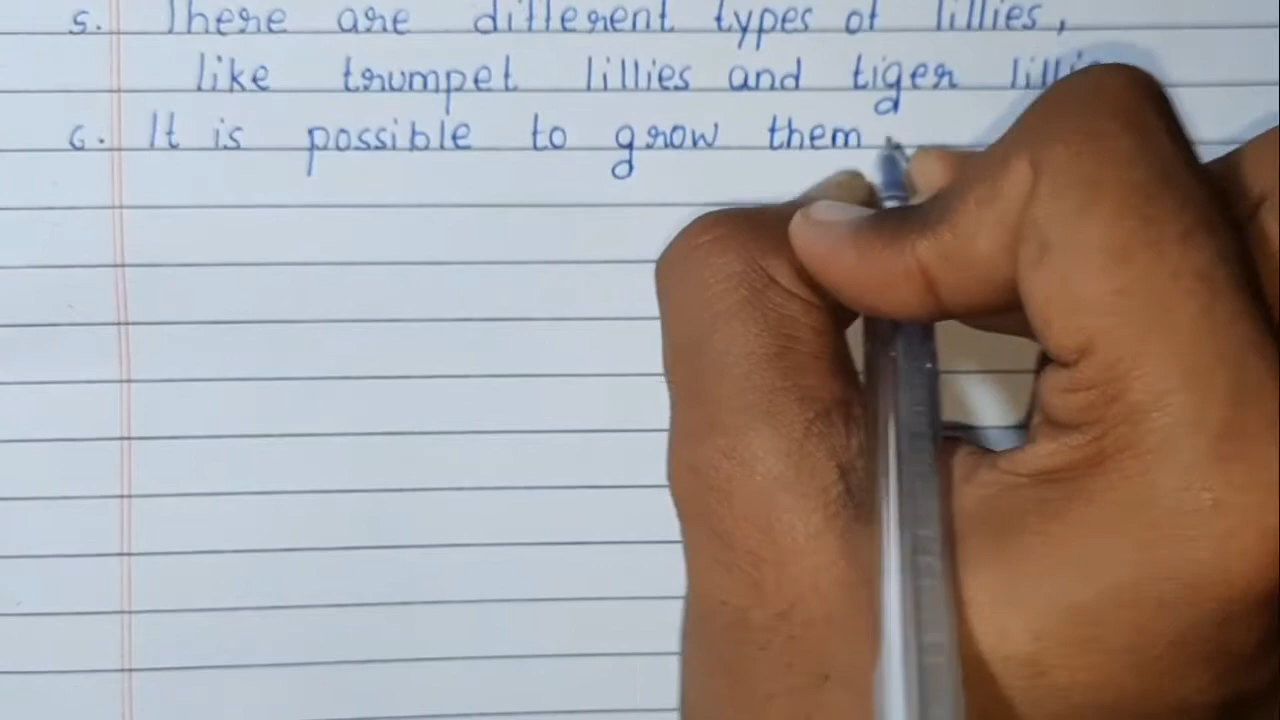 5. There are different types of lillies,
like trumpet lillies and tiger
6. It is possible to grow them